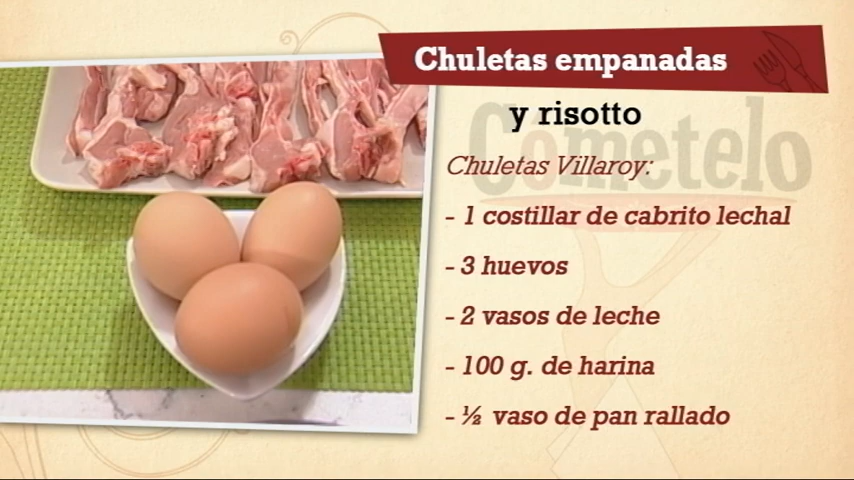 Chuletas empanadas
y risotto
Cometelo
Chuletas Villaroy:
- 1 costillar de cabrito lechal
- 3 huevos
- 2 vasos de leche
- 100 g. de harina
- ½ vaso de pan rallado